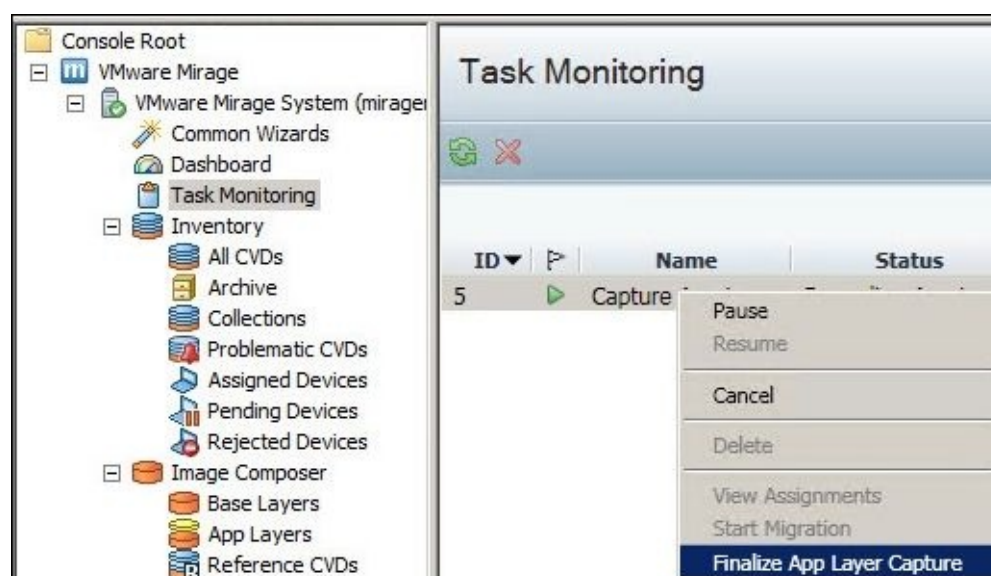 Console Root
VMware Mirage
VMware Mirage System (mirager
Common Wizards
Dashboard
Task Monitoring
Inventory
All CVDs
Archive
Collections
Problematic CVDs
Assigned Devices
Pending Devices
Rejected Devices
Image Composer
Base Layers
App Layers
Reference CVDs
Task Monitoring
ID Name Status
5 Capture
Pause
Resume
Cancel
Delete
View Assignments
Start Migration
Finalize App Layer Capture